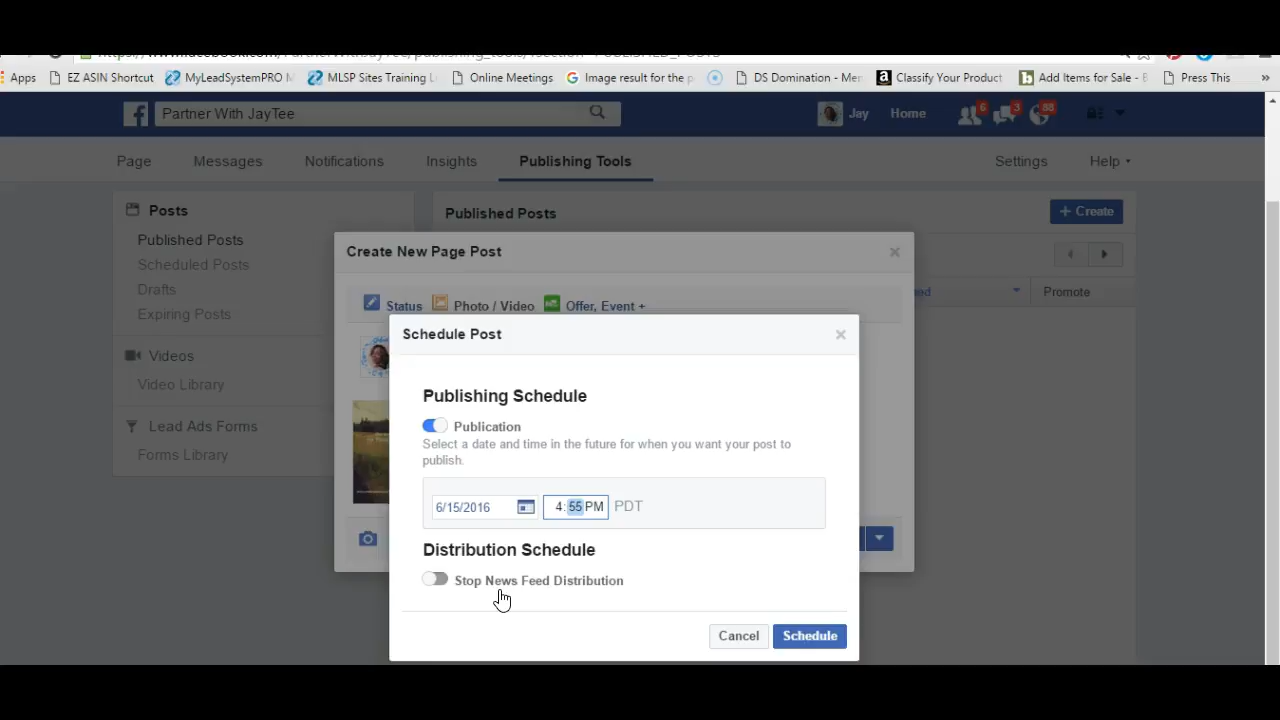 Apps EZ ASIN Shortcut MyLeadSystemPRO MLSP Sites Training Online Meetings Image result for the p DS Domination - Mem Classify Your Product Add Items for Sale - Press This »
Partner With JayTee Jay Home 6 3 88
Page Messages Notifications Insights Publishing Tools Settings Help
Posts
Published Posts
Scheduled Posts
Drafts
Expiring Posts
Videos
Video Library
Lead Ads Forms
Forms Library
Published Posts + Create
Promote
Create New Page Post ×
Status Photo / Video Offer, Event +
Schedule Post ×
Publishing Schedule
Publication
Select a date and time in the future for when you want your post to
publish.
6/15/2016 4:55PM PDT
Distribution Schedule
Stop News Feed Distribution
Cancel Schedule